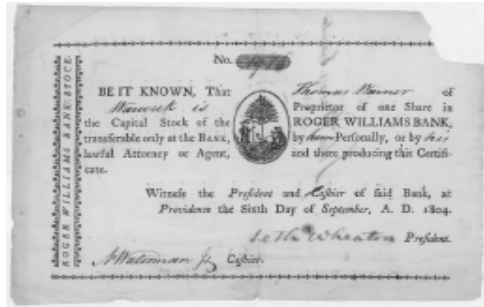 ROGER WILLIAMS BANK STOCK.
No.
BE IT KNOWN, That Thomas Warner of
Warwick is Proprietor of one Share in
the Capital Stock of the ROGER WILLIAMS BANK,
transferable only at the BANK, by him Personally, or by his
lawful Attorney or Agent, and there producing this Certifi-
cate.
Witness the President and Cashier of said Bank, at
Providence the Sixth Day of September, A. D. 1804.
Seth Wheaton President.
Waterman Jr Cashier.